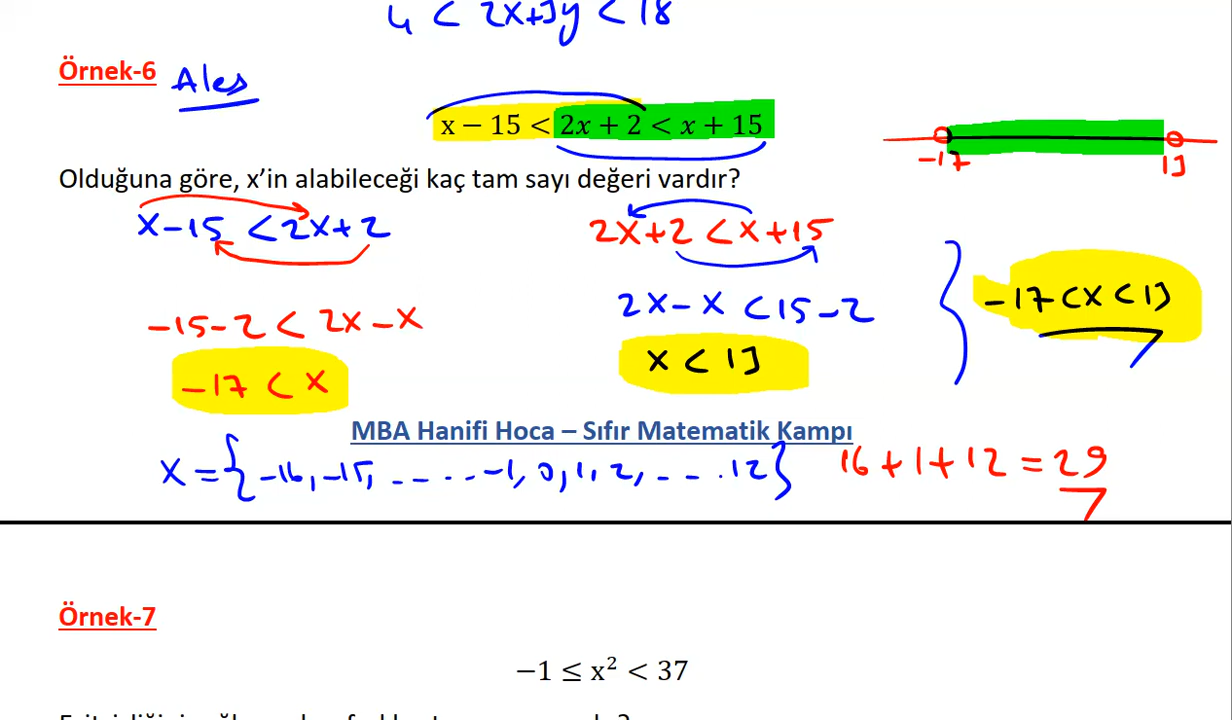 4 < 2x+3y < 18
Örnek-6 Ales
x − 15 < 2x + 2 < x + 15
-17 13
Olduğuna göre, x'in alabileceği kaç tam sayı değeri vardır?
x-15 < 2x+2 2x+2 < x+15
-15-2 < 2x-x 2x-x < 15-2 -17 < x < 13
-17 < x x < 13
MBA Hanifi Hoca – Sıfır Matematik Kampı
x = {-16, -15, ..... -1, 0, 1, 2, .... 12} 16+1+12 = 29
Örnek-7
−1 ≤ x² < 37